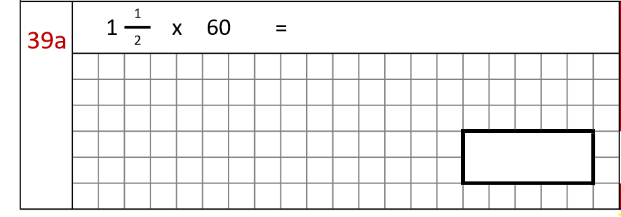 39a
1 1/2 x 60 =